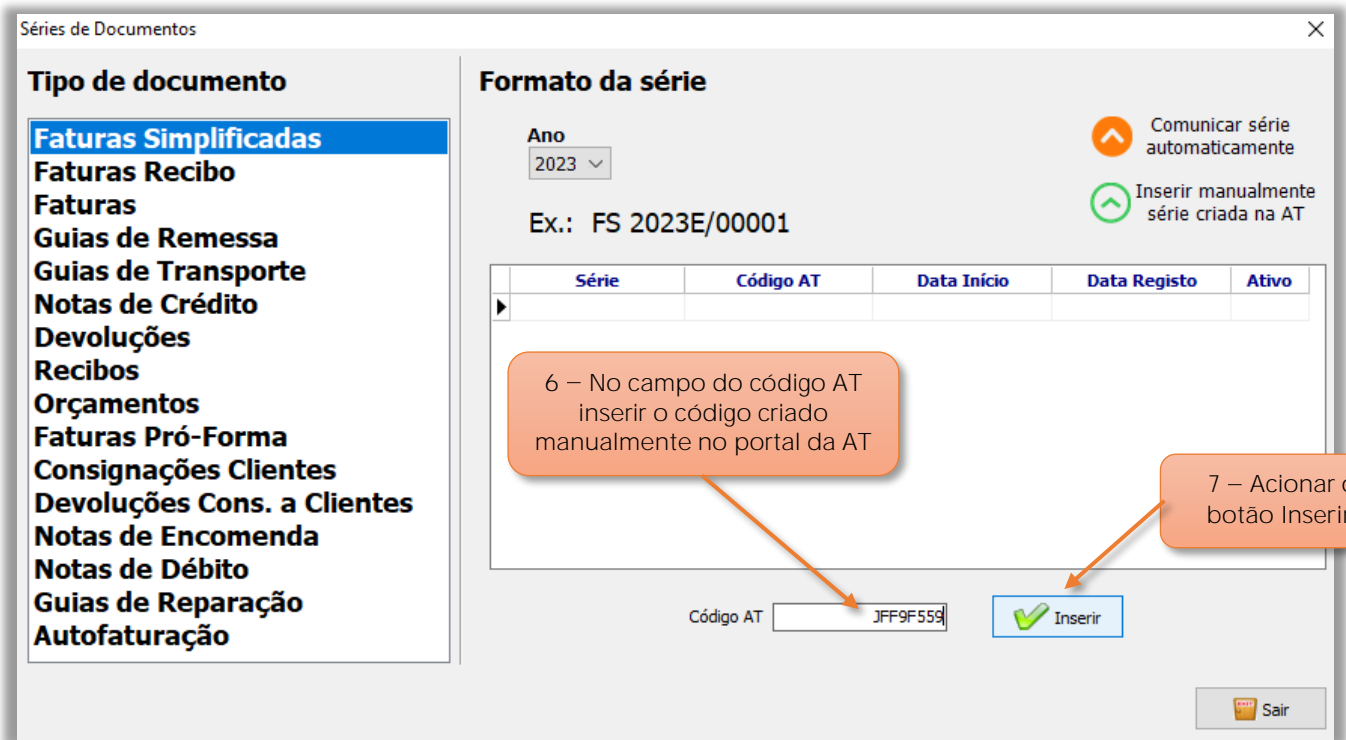 Séries de Documentos
Tipo de documento
Faturas Simplificadas
Faturas Recibo
Faturas
Guias de Remessa
Guias de Transporte
Notas de Crédito
Devoluções
Recibos
Orçamentos
Faturas Pró-Forma
Consignações Clientes
Devoluções Cons. a Clientes
Notas de Encomenda
Notas de Débito
Guias de Reparação
Autofaturação
Formato da série
Ano
2023
Ex.: FS 2023E/00001
Comunicar série
automaticamente
Inserir manualmente
série criada na AT
Série Código AT Data Início Data Registo Ativo
6 – No campo do código AT
inserir o código criado
manualmente no portal da AT
7 – Acionar
botão Inserir
Código AT JFF9F559 Inserir
Sair